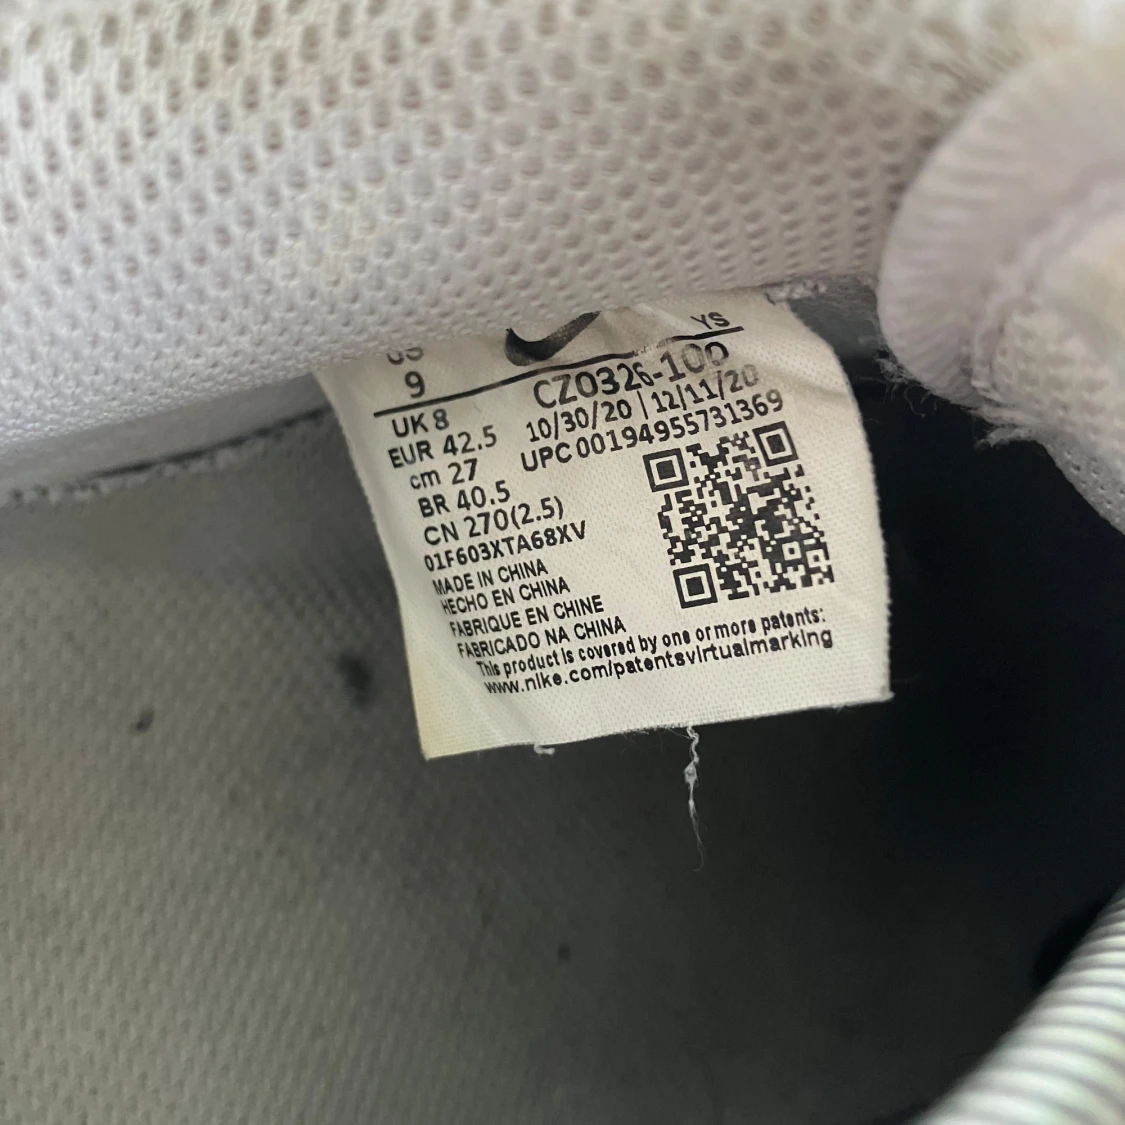 US
9
YS
CZ0326-100
UK 8
10/30/20 | 12/11/20
EUR 42.5
UPC 00194955731369
cm 27
BR 40.5
CN 270(2.5)
01F603XTA68XV
MADE IN CHINA
HECHO EN CHINA
FABRIQUE EN CHINE
FABRICADO NA CHINA
This product is covered by one or more patents:
www.nike.com/patentsvirtualmarking